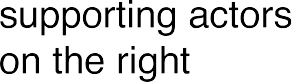 supporting actors
on the right